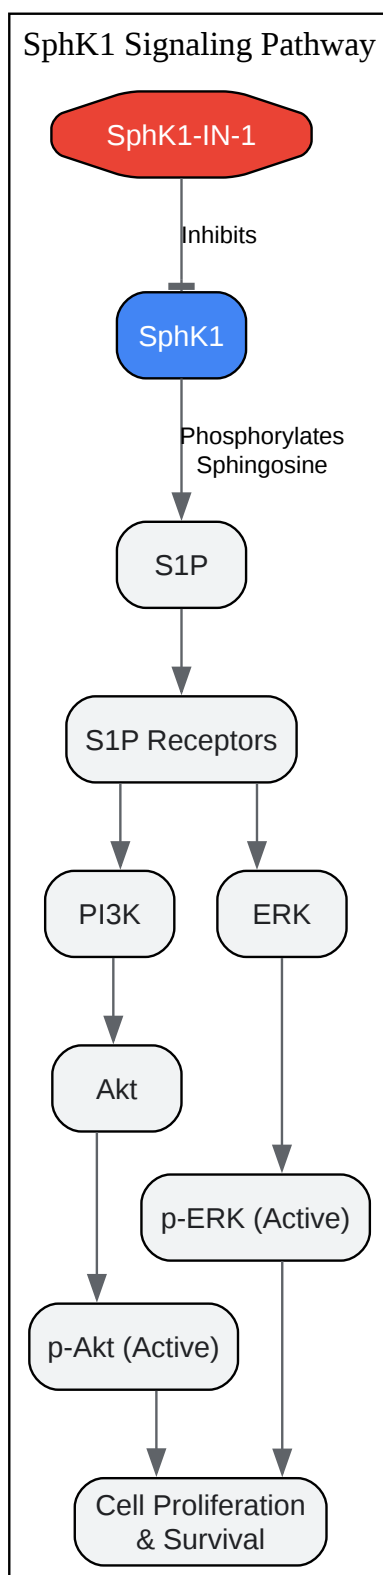 SphK1 Signaling Pathway
SphK1-IN-1
Inhibits
SphK1
Phosphorylates
Sphingosine
S1P
S1P Receptors
PI3K
ERK
Akt
p-ERK (Active)
p-Akt (Active)
Cell Proliferation
& Survival